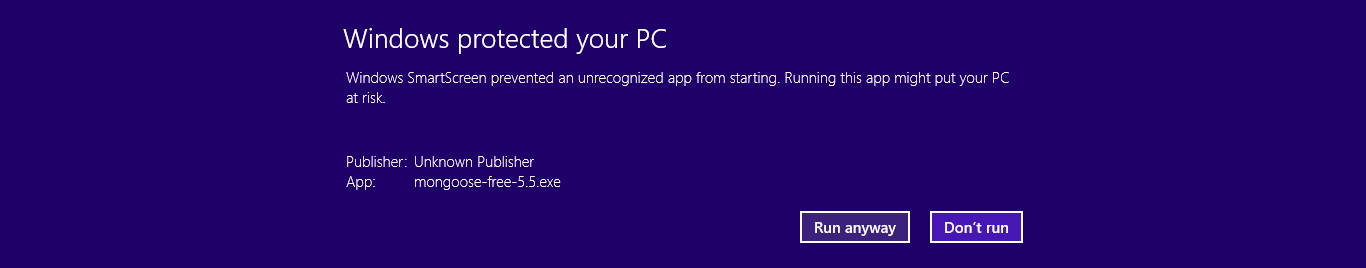 Windows protected your PC
Windows SmartScreen prevented an unrecognized app from starting. Running this app might put your PC
at risk.
Publisher: Unknown Publisher
App: mongoose-free-5.5.exe
Run anyway Don't run